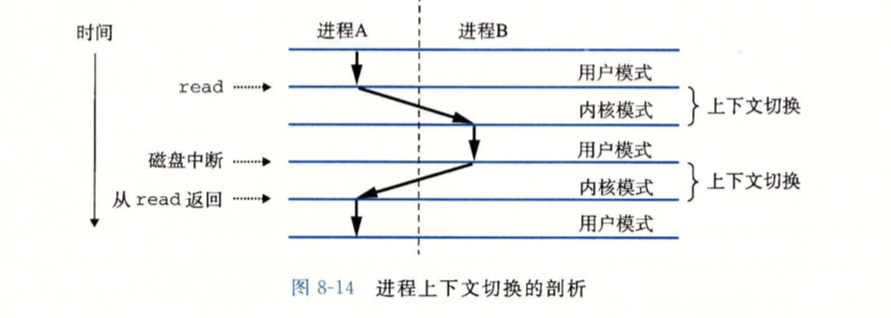 时间
进程A
进程B
用户模式
read
内核模式
上下文切换
用户模式
磁盘中断
内核模式
上下文切换
从 read 返回
用户模式
图 8-14 进程上下文切换的剖析